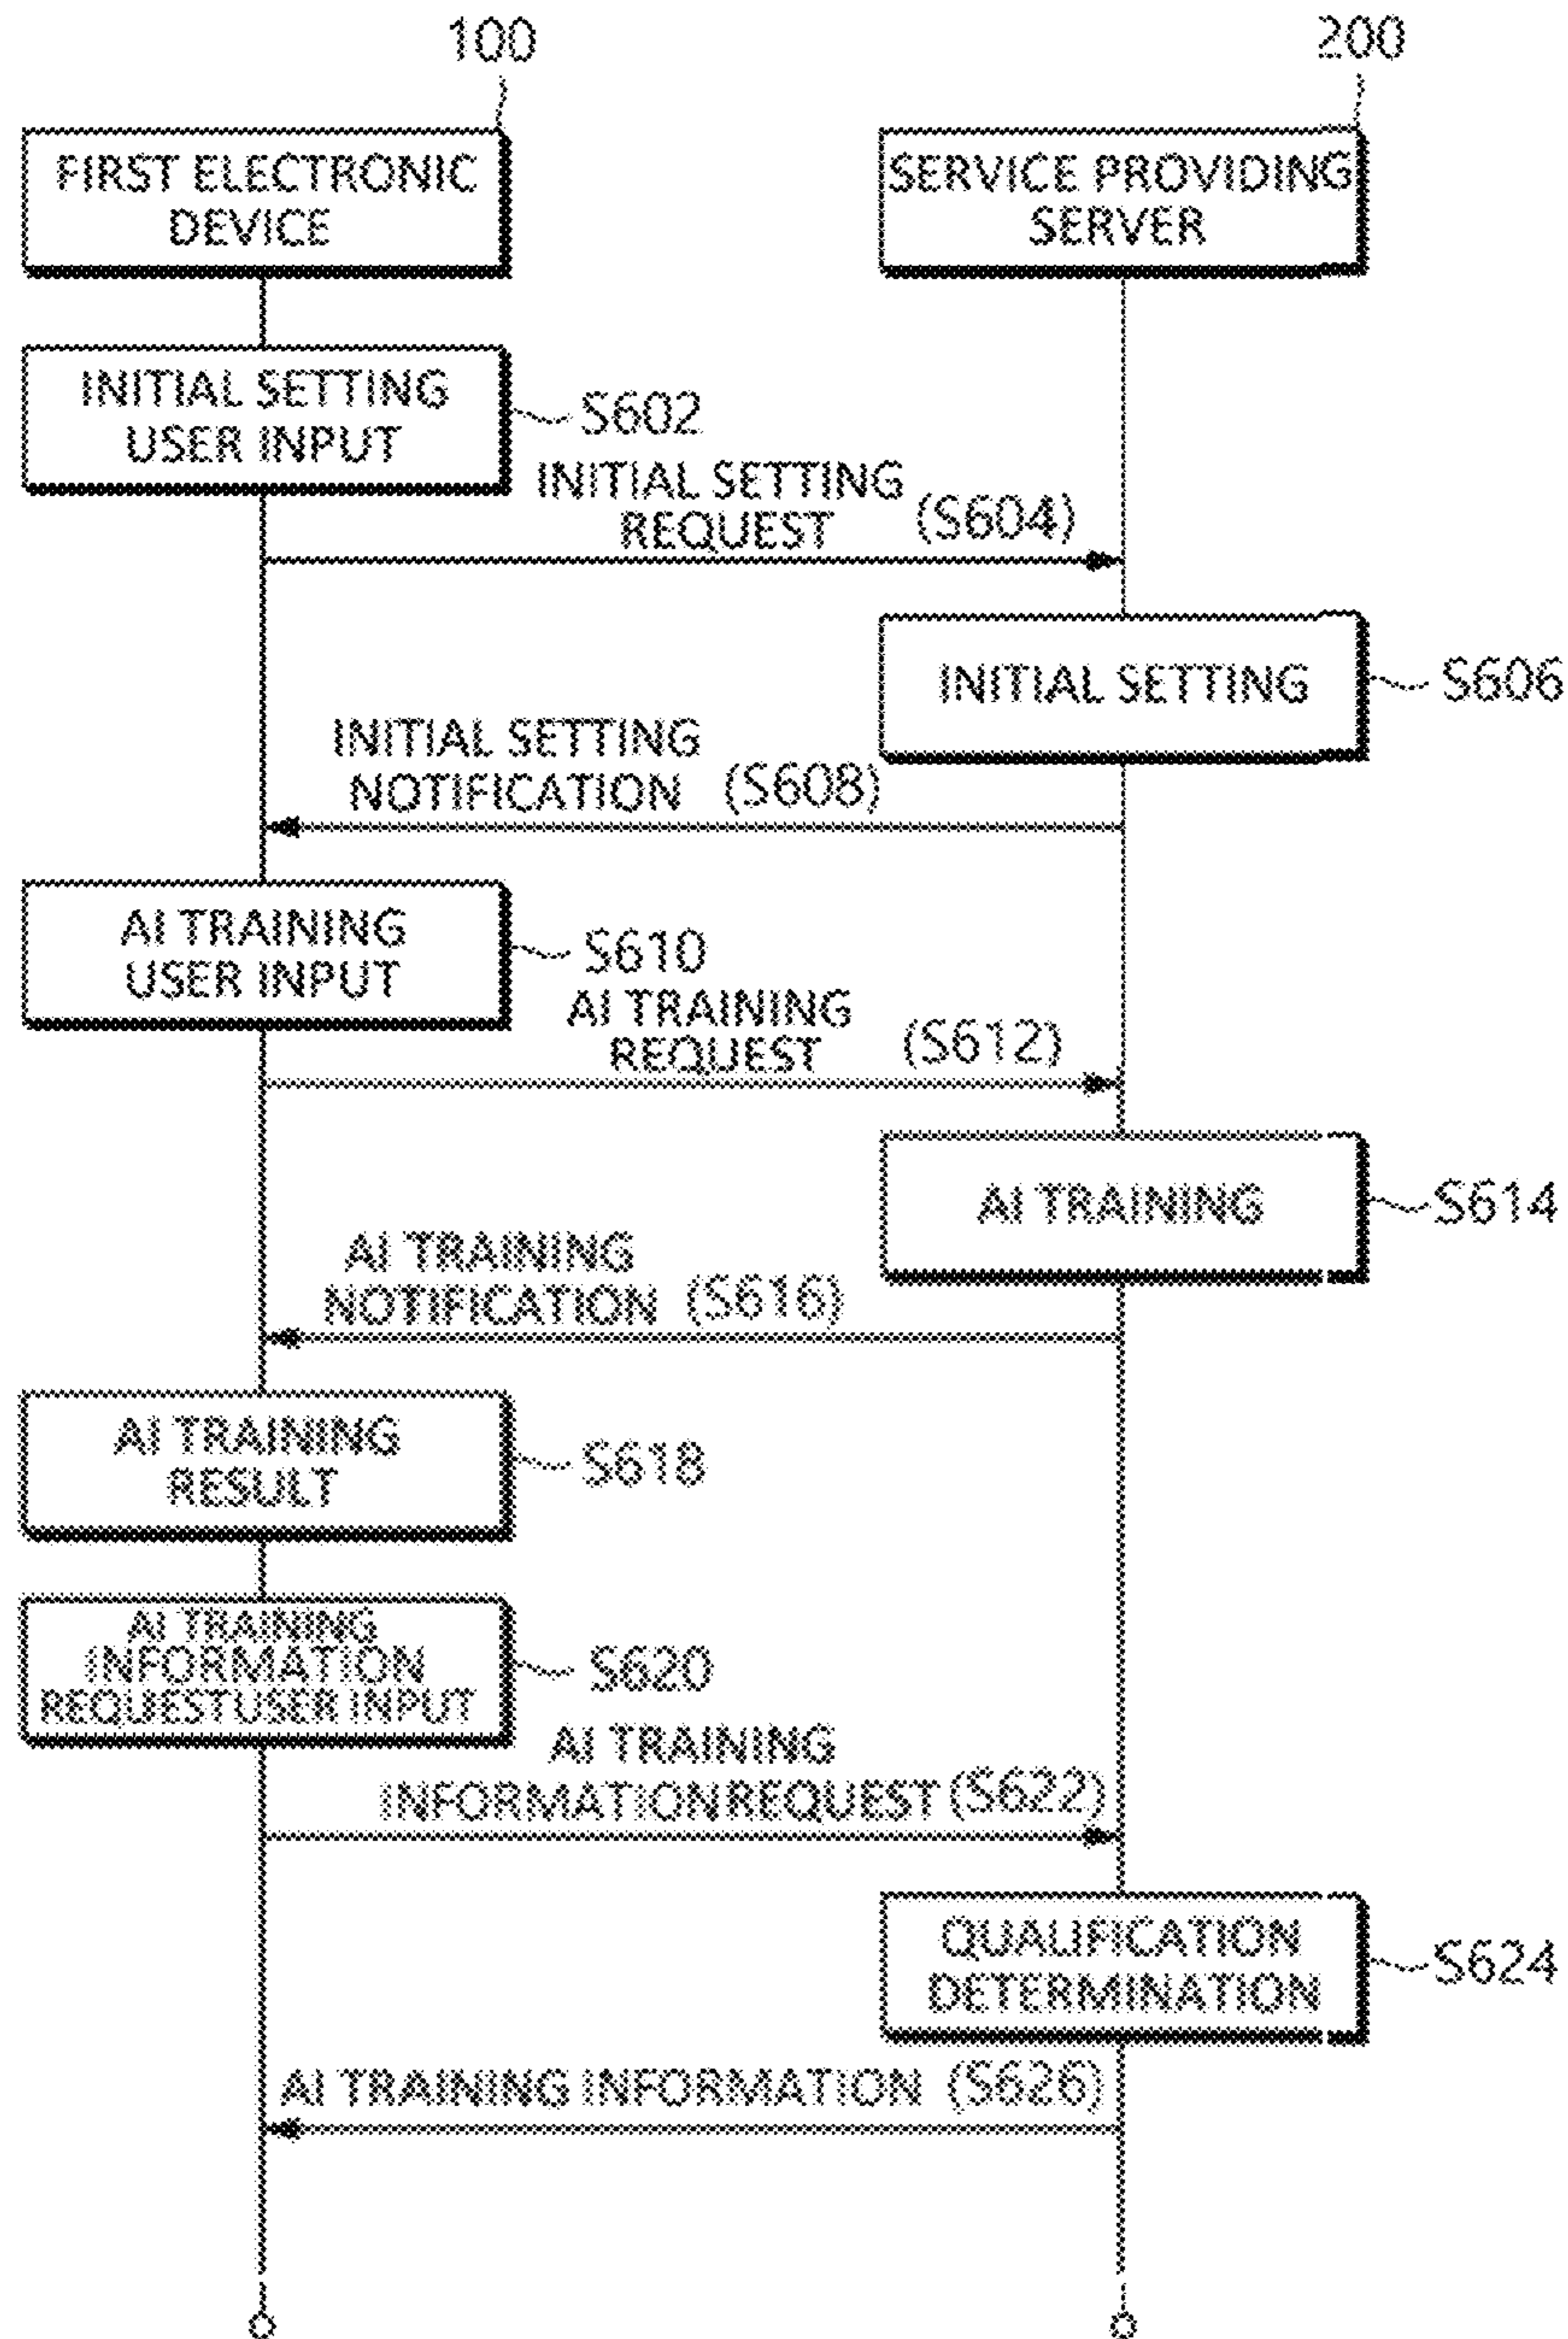 100
200
FIRST ELECTRONIC
DEVICE
SERVICE PROVIDING
SERVER
INITIAL SETTING
USER INPUT
S602
INITIAL SETTING
REQUEST
(S604)
INITIAL SETTING
S606
INITIAL SETTING
NOTIFICATION
(S608)
AI TRAINING
USER INPUT
S610
AI TRAINING
REQUEST
(S612)
AI TRAINING
S614
AI TRAINING
NOTIFICATION (S616)
AI TRAINING
RESULT
S618
AI TRAINING
INFORMATION
REQUEST USER INPUT
S620
AI TRAINING
INFORMATION REQUEST (S622)
QUALIFICATION
DETERMINATION
S624
AI TRAINING INFORMATION (S626)